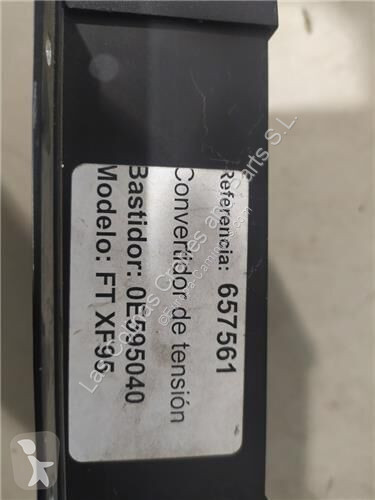 Referencia: 657561
Convertidor de tensión
Bastidor: 0E595040
Modelo: FT XF95